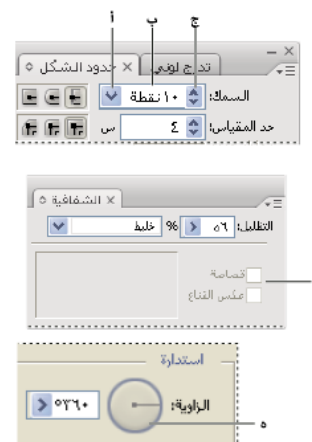 ج ب أ
تدرج لوني × حدود الشكل
السمك: ١٠ نقطة
حد المقياس: ٤ س
× الشفافية
التظليل: ٥٦ % خليط
قصاصة
عكس القناع
استدارة
الزاوية: ٥٣٦٠
ه